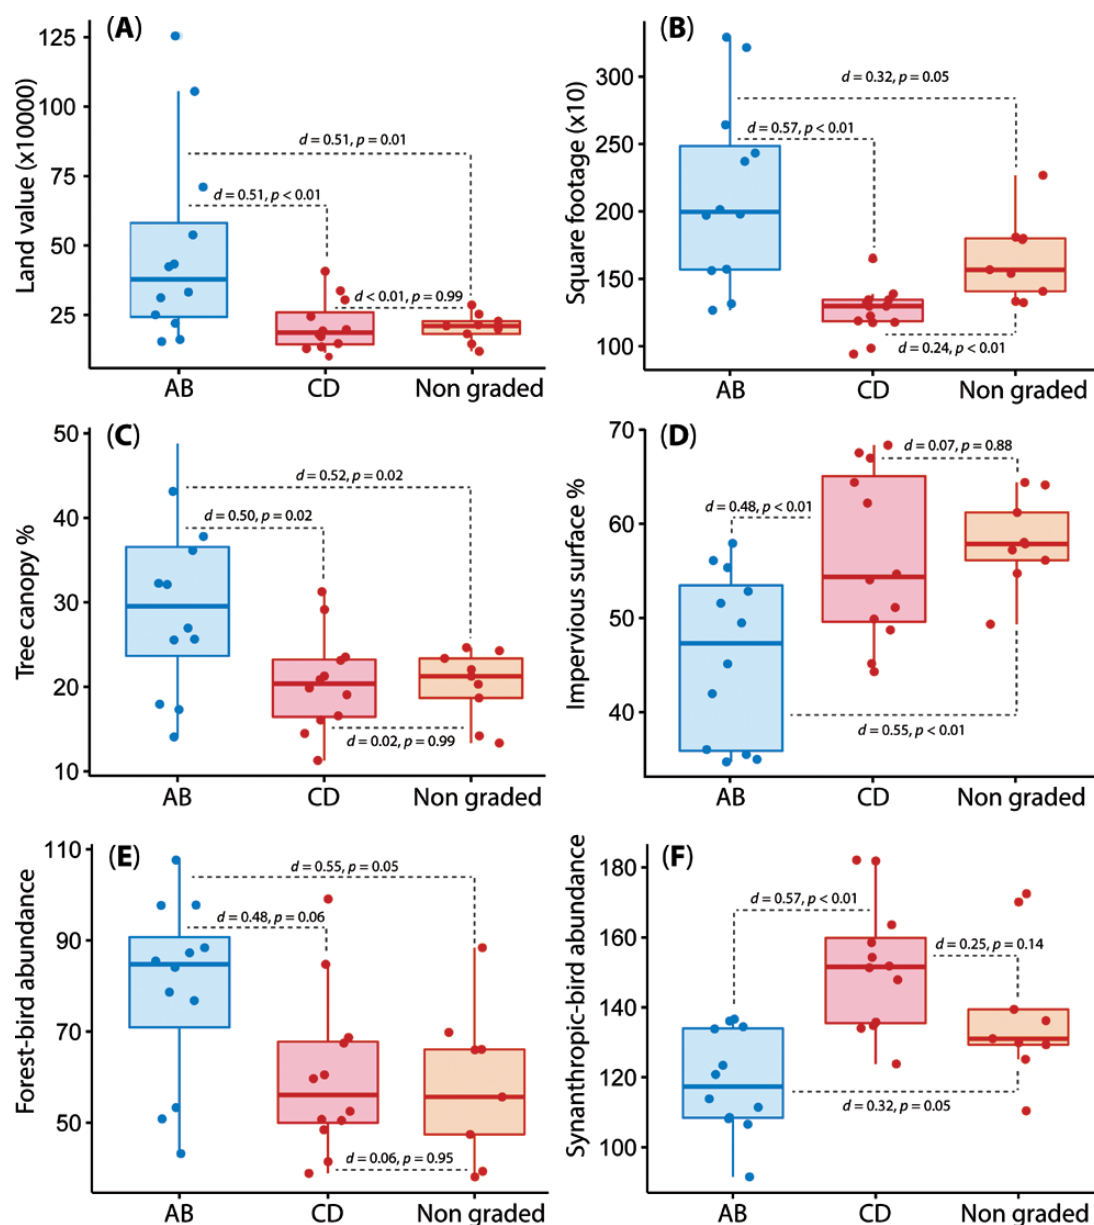 (A)
Land value (x10000)
125
100
75
50
25
d = 0.51, p = 0.01
d = 0.51, p < 0.01
d < 0.01, p = 0.99
AB
CD
Non graded
(B)
Square footage (x10)
300
250
200
150
100
d = 0.32, p = 0.05
d = 0.57, p < 0.01
d = 0.24, p < 0.01
AB
CD
Non graded
(C)
Tree canopy %
50
40
30
20
10
d = 0.52, p = 0.02
d = 0.50, p = 0.02
d = 0.02, p = 0.99
AB
CD
Non graded
(D)
Impervious surface %
70
60
50
40
d = 0.07, p = 0.88
d = 0.48, p < 0.01
d = 0.55, p < 0.01
AB
CD
Non graded
(E)
Forest-bird abundance
110
90
70
50
d = 0.55, p = 0.05
d = 0.48, p = 0.06
d = 0.06, p = 0.95
AB
CD
Non graded
(F)
Synanthropic-bird abundance
180
160
140
120
100
d = 0.57, p < 0.01
d = 0.25, p = 0.14
d = 0.32, p = 0.05
AB
CD
Non graded